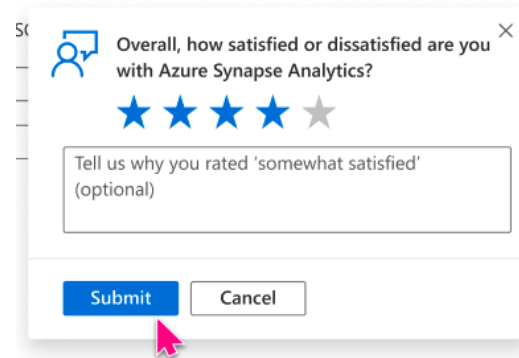 Overall, how satisfied or dissatisfied are you
with Azure Synapse Analytics?
Tell us why you rated 'somewhat satisfied'
(optional)
Submit
Cancel